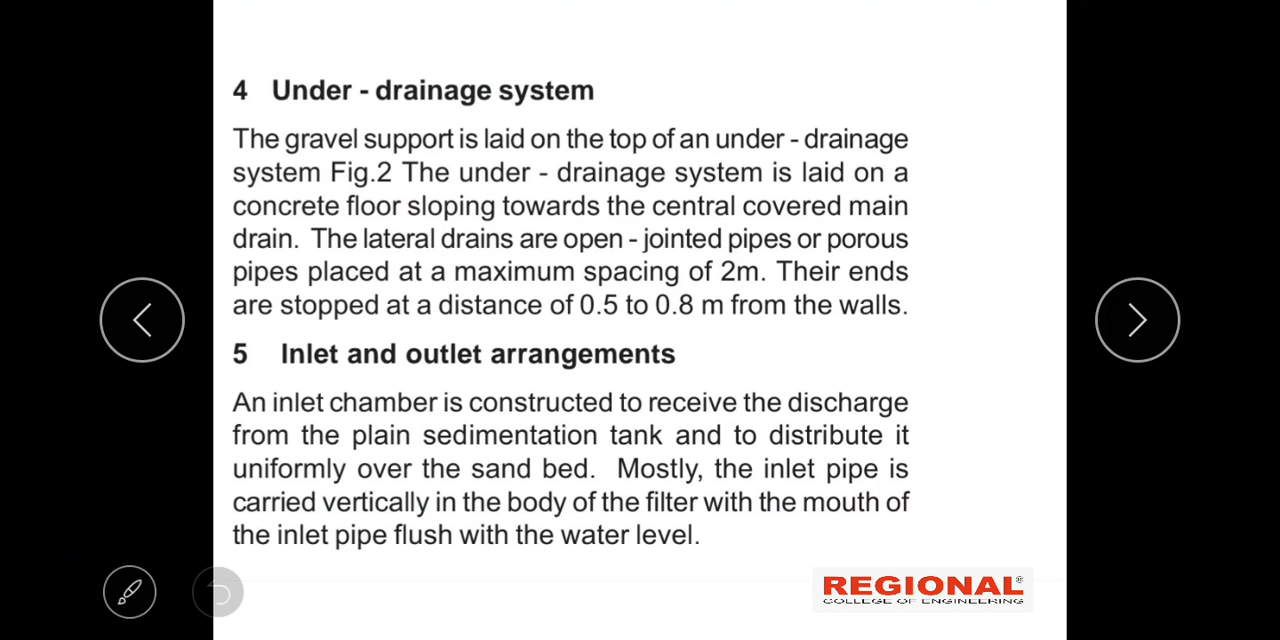 4 Under - drainage system
The gravel support is laid on the top of an under - drainage
system Fig.2 The under - drainage system is laid on a
concrete floor sloping towards the central covered main
drain. The lateral drains are open - jointed pipes or porous
pipes placed at a maximum spacing of 2m. Their ends
are stopped at a distance of 0.5 to 0.8 m from the walls.
5 Inlet and outlet arrangements
An inlet chamber is constructed to receive the discharge
from the plain sedimentation tank and to distribute it
uniformly over the sand bed. Mostly, the inlet pipe is
carried vertically in the body of the filter with the mouth of
the inlet pipe flush with the water level.
REGIONAL®
COLLEGE OF ENGINEERING